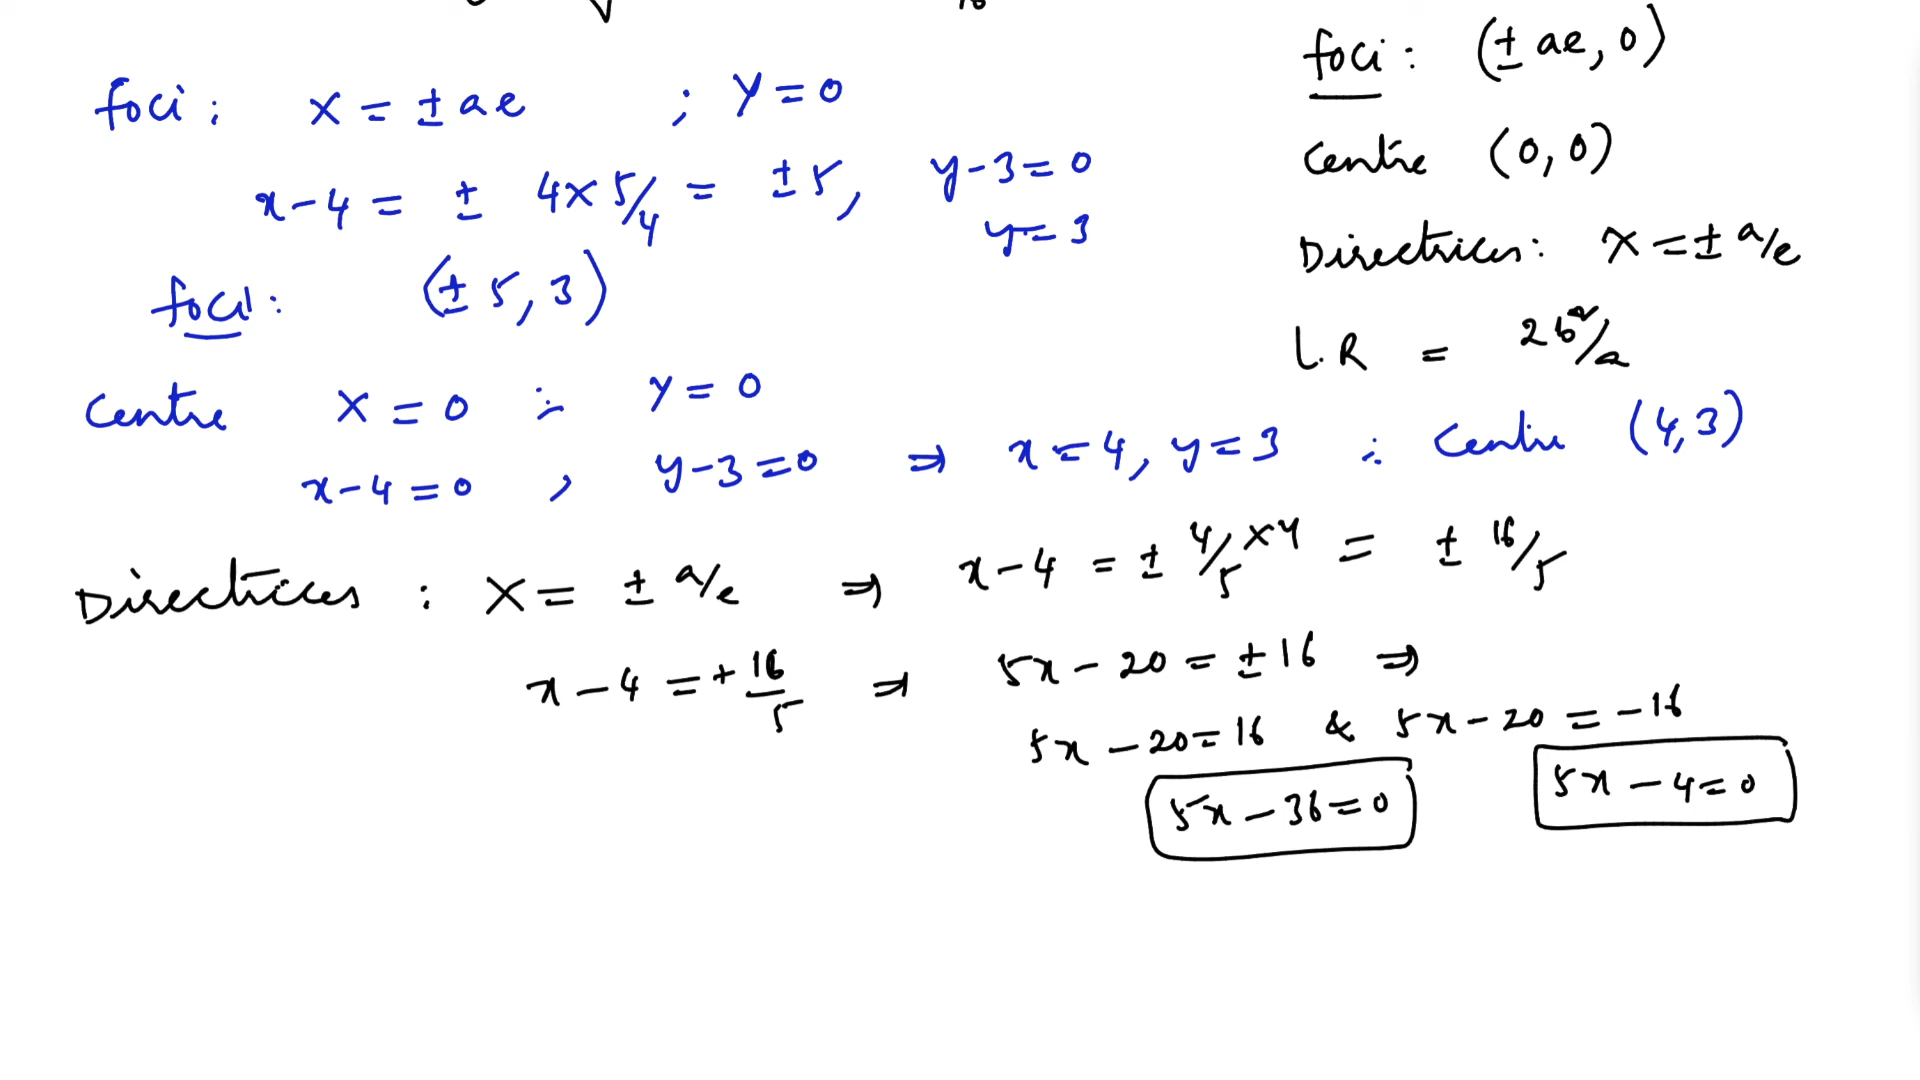 foci : X = ± ae ; Y = 0
x - 4 = ± 4 × 5/4 = ± 5, y - 3 = 0
y = 3
foci : (± 5, 3)
Centre X = 0 ; Y = 0
x - 4 = 0 , y - 3 = 0 ⇒ x = 4, y = 3 ∴ Centre (4,3)
foci : (± ae, 0)
Centre (0, 0)
Directrices : X = ± a/e
L.R = 2b²/a
Directrices : X = ± a/e ⇒ x - 4 = ± 4/5 × 4 = ± 16/5
x - 4 = + 16/5 ⇒ 5x - 20 = ± 16 ⇒
5x - 20 = 16 & 5x - 20 = - 16
5x - 36 = 0 5x - 4 = 0